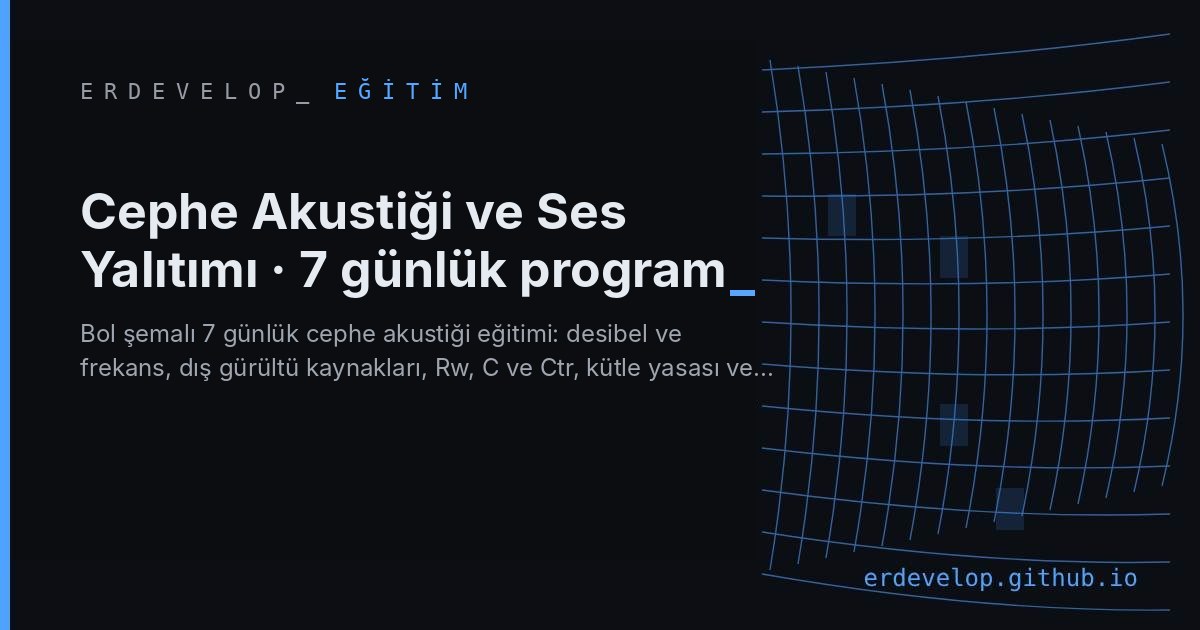 ERDEVELOP_ EĞİTİM
Cephe Akustiği ve Ses
Yalıtımı · 7 günlük program_
Bol şemalı 7 günlük cephe akustiği eğitimi: desibel ve
frekans, dış gürültü kaynakları, Rw, C ve Ctr, kütle yasası ve...
erdevelop.github.io